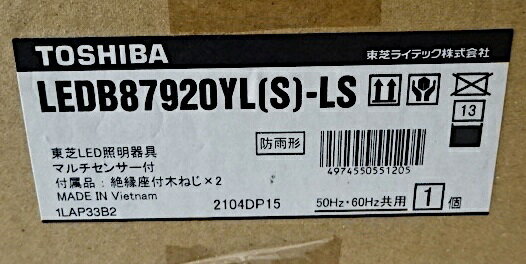 TOSHIBA 東芝ライテック株式会社
LEDB87920YL(S)-LS
13
防雨形
東芝LED照明器具
マルチセンサー付
付属品：絶縁座付木ねじ×2
MADE IN Vietnam
1LAP33B2
2104DP15
4974550551205
50Hz・60Hz共用
1個